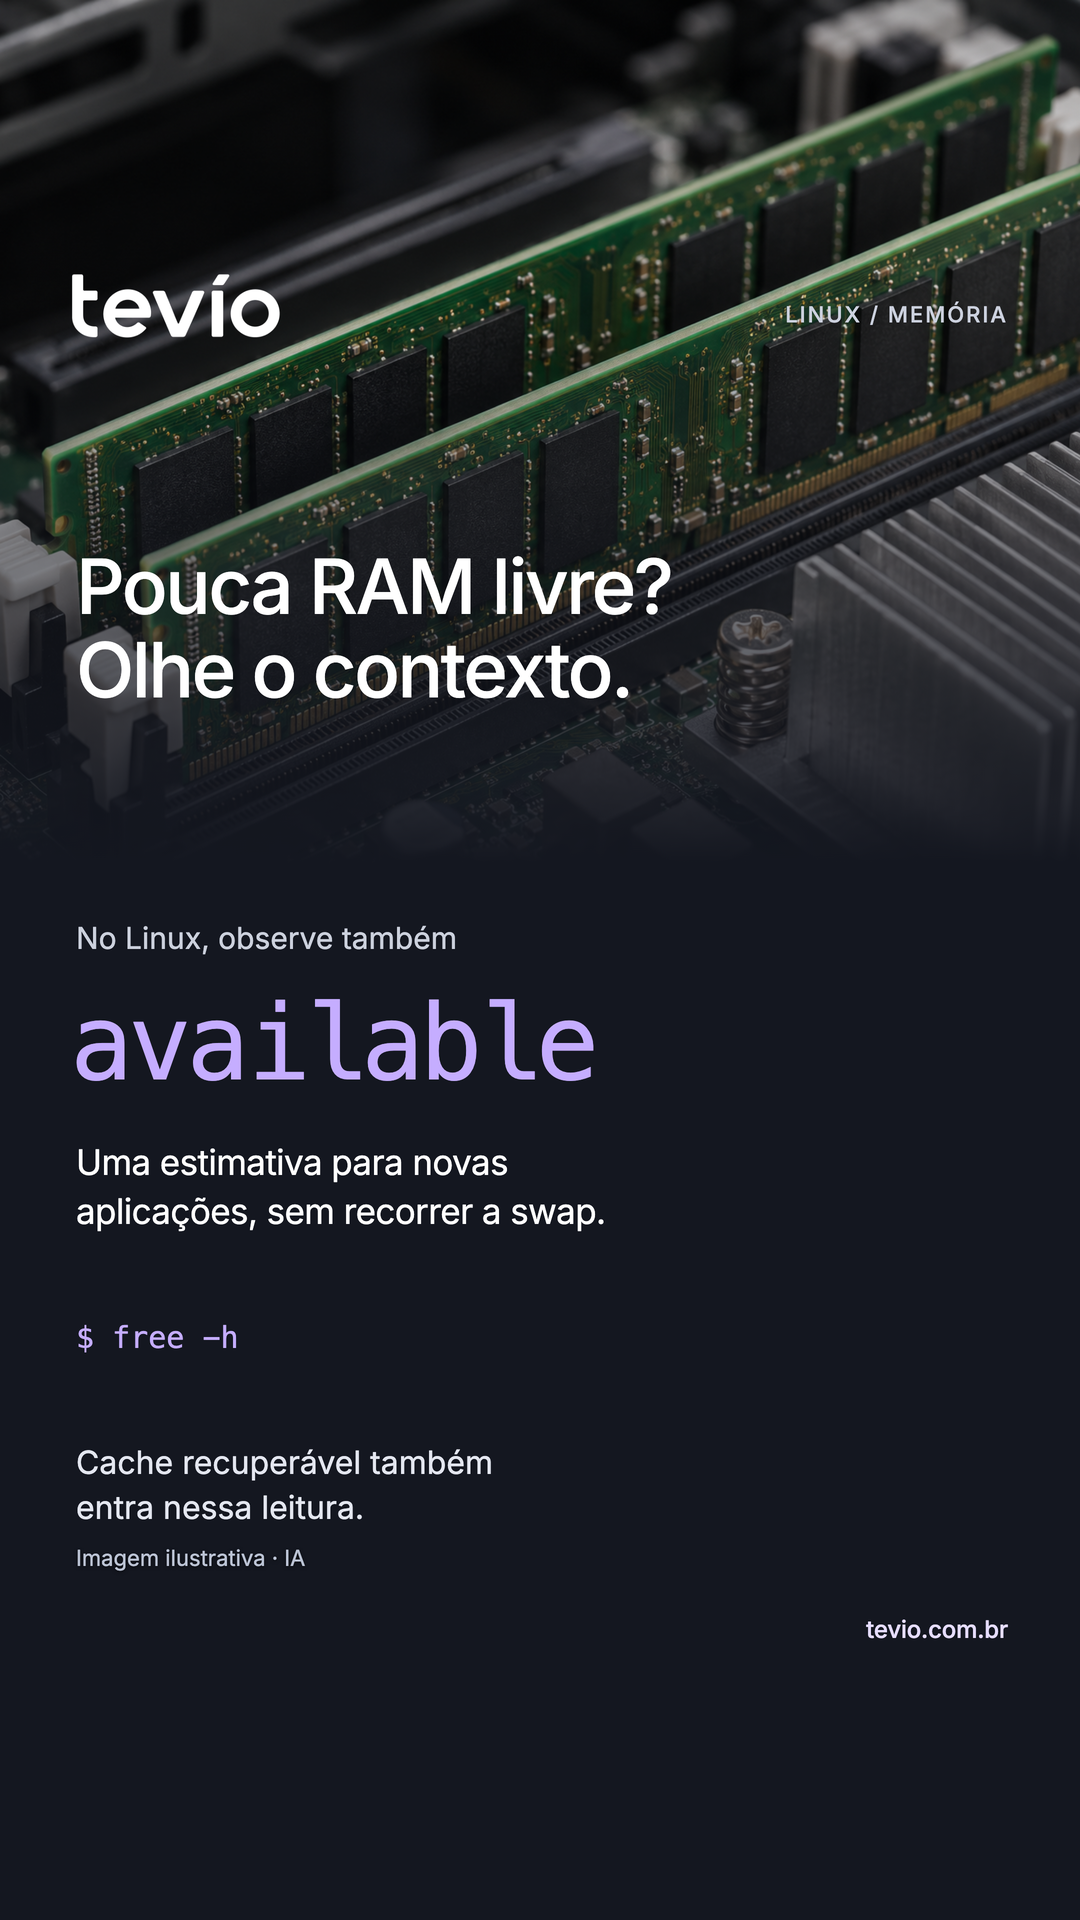 tevío
LINUX / MEMÓRIA
Pouca RAM livre?
Olhe o contexto.
No Linux, observe também
available
Uma estimativa para novas
aplicações, sem recorrer a swap.
$ free −h
Cache recuperável também
entra nessa leitura.
Imagem ilustrativa · IA
tevio.com.br